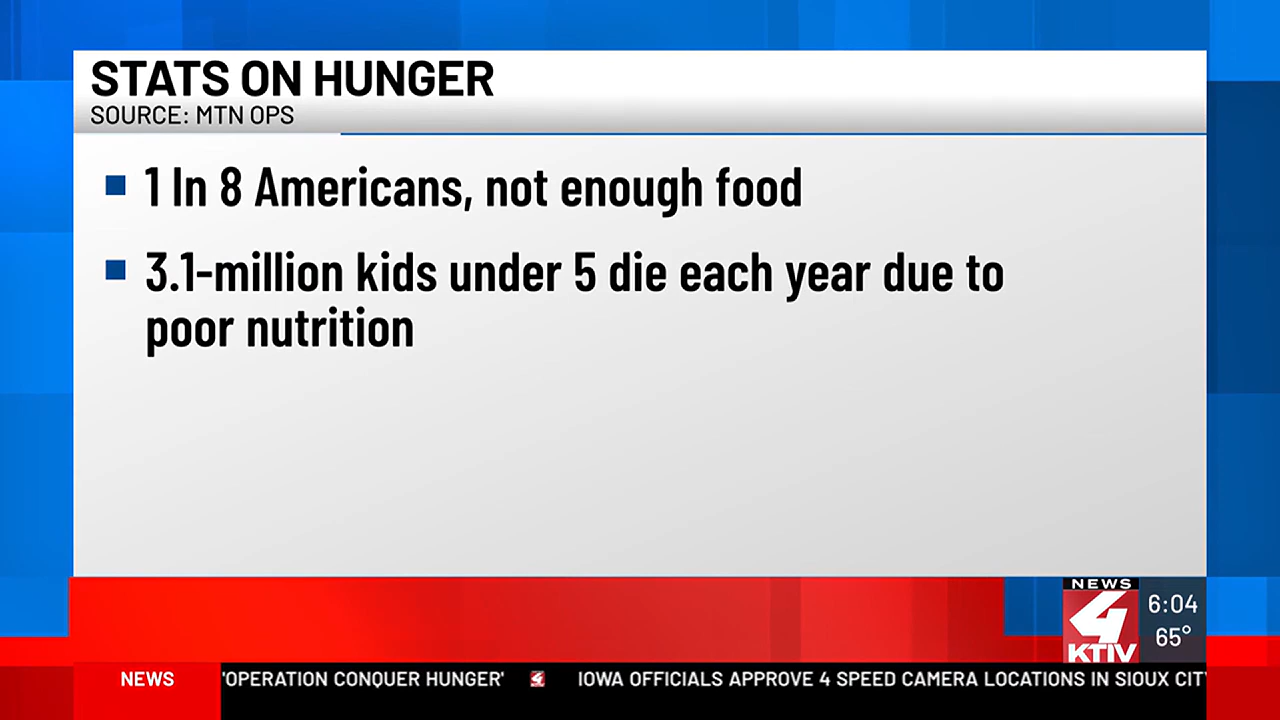 STATS ON HUNGER
SOURCE: MTN OPS
1 In 8 Americans, not enough food
3.1-million kids under 5 die each year due to
poor nutrition
NEWS
4
KTIV
6:04
65°
NEWS
'OPERATION CONQUER HUNGER' 4 IOWA OFFICIALS APPROVE 4 SPEED CAMERA LOCATIONS IN SIOUX CIT